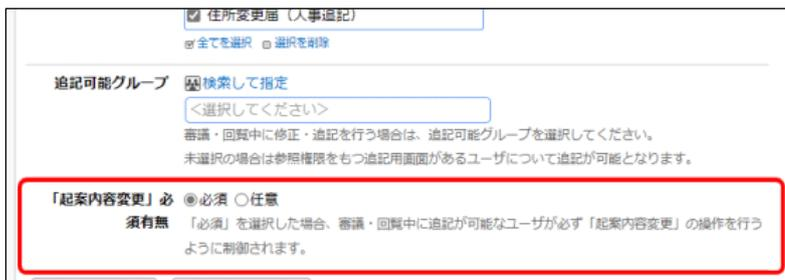 住所変更届（人事追記）
全てを選択 選択を削除
追記可能グループ 検索して指定
<選択してください>
審議・回覧中に修正・追記を行う場合は、追記可能グループを選択してください。
未選択の場合は参照権限をもつ追記用画面があるユーザについて追記が可能となります。
「起案内容変更」必須有無 ◉必須 ○任意
「必須」を選択した場合、審議・回覧中に追記が可能なユーザが必ず「起案内容変更」の操作を行う
ように制御されます。